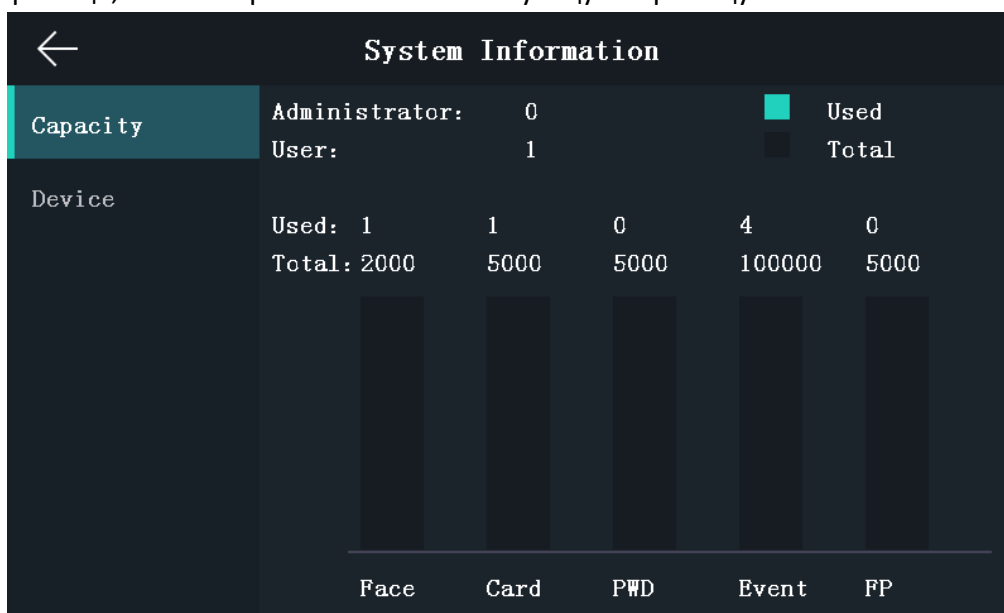 System Information
Capacity
Device
Administrator: 0
User: 1
Used
Total
Used: 1 1 0 4 0
Total: 2000 5000 5000 100000 5000
Face Card PWD Event FP